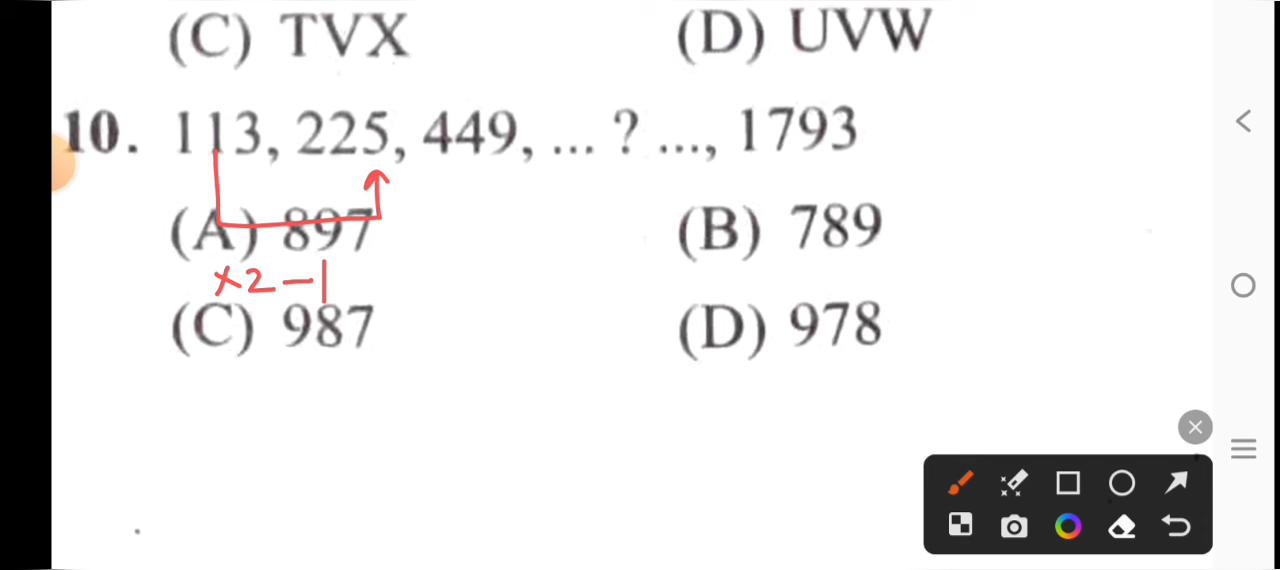 (C) TVX (D) UVW
10. 113, 225, 449, ... ? ..., 1793
(A) 897 (B) 789
×2-1
(C) 987 (D) 978